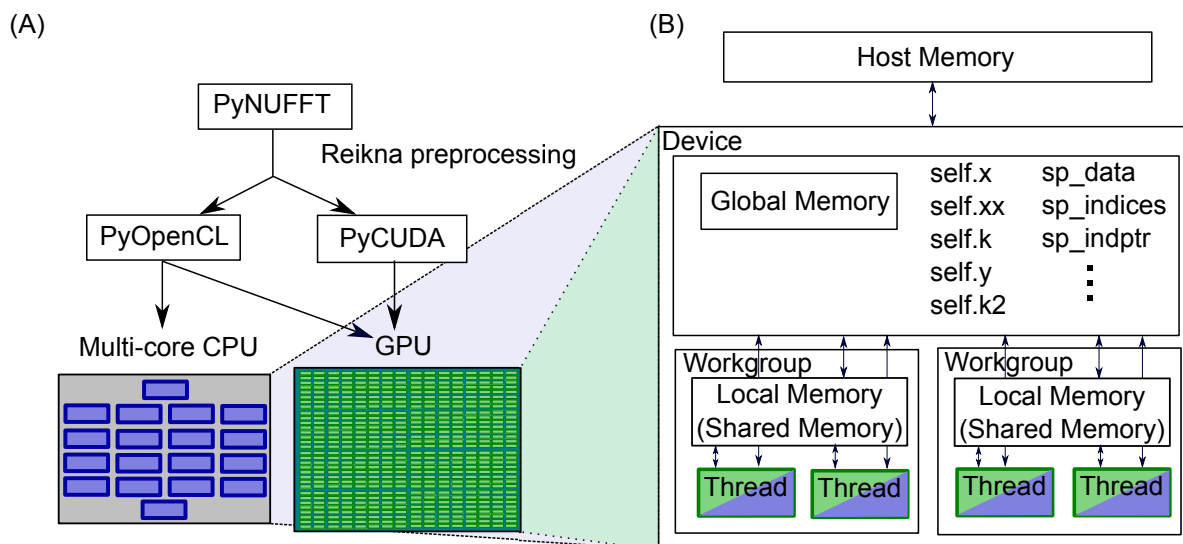 (A)
PyNUFFT
Reikna preprocessing
PyOpenCL
PyCUDA
Multi-core CPU
GPU
(B)
Host Memory
Device
Global Memory
self.x
self.xx
self.k
self.y
self.k2
sp_data
sp_indices
sp_indptr
Workgroup
Local Memory
(Shared Memory)
Thread
Thread
Workgroup
Local Memory
(Shared Memory)
Thread
Thread